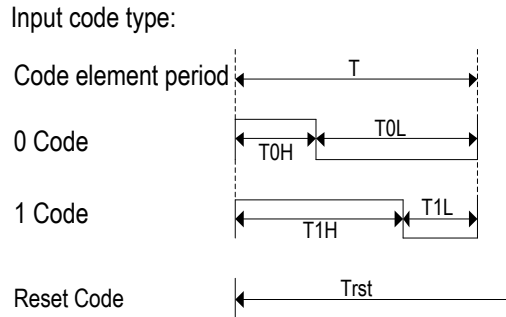 Input code type:
Code element period T
0 Code T0H T0L
1 Code T1H T1L
Reset Code Trst